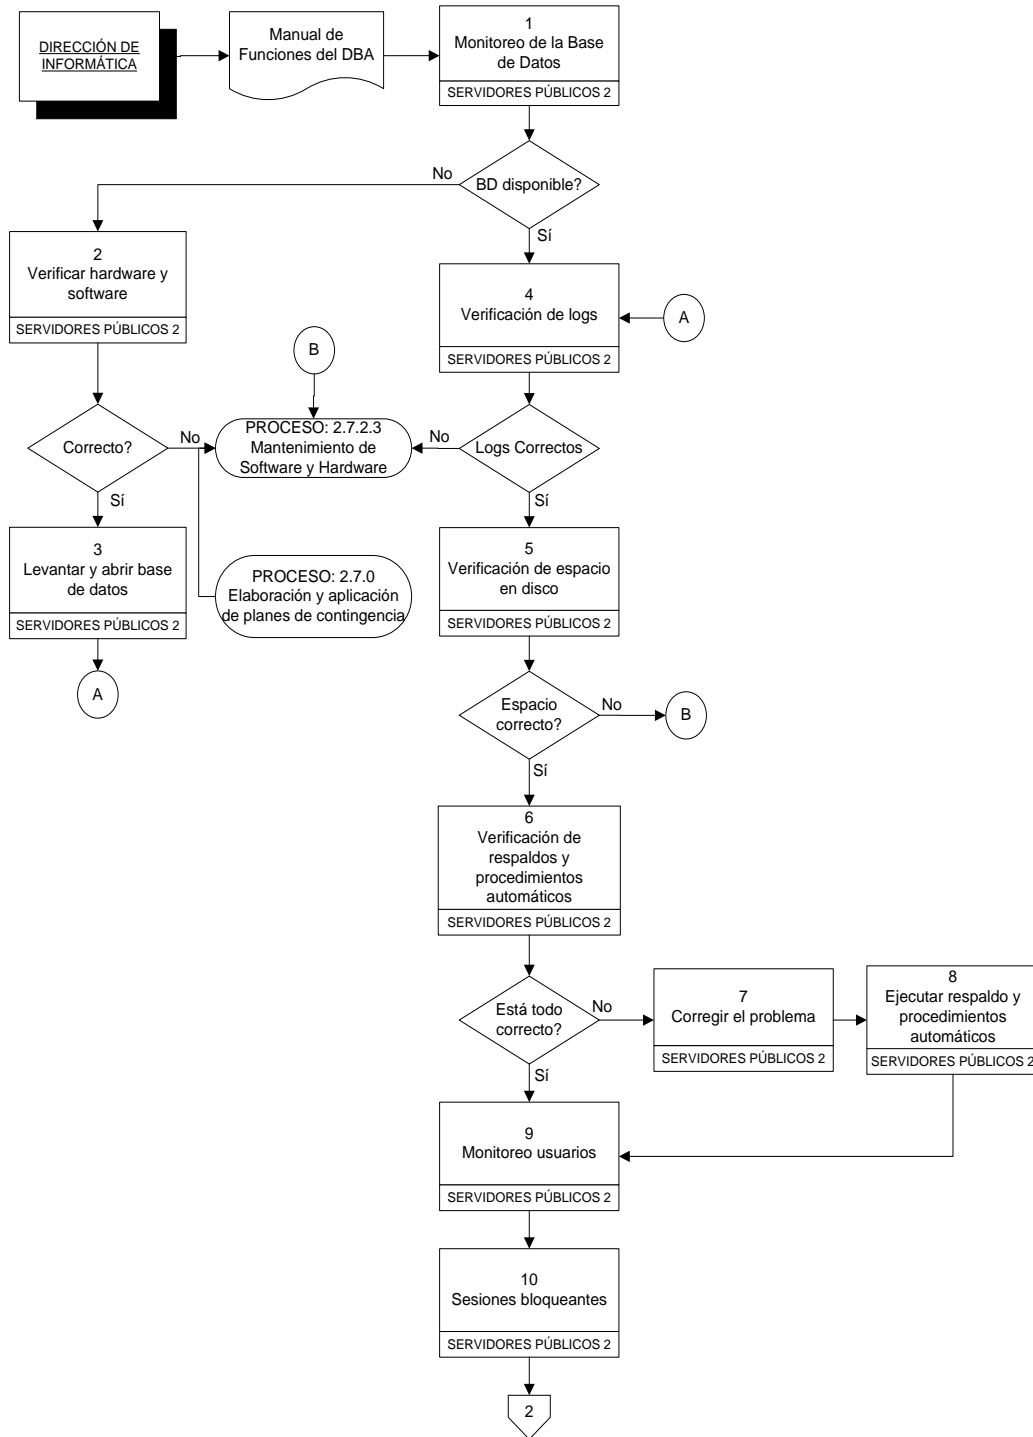 DIRECCIÓN DE
INFORMÁTICA
Manual de
Funciones del DBA
1
Monitoreo de la Base
de Datos
SERVIDORES PÚBLICOS 2
BD disponible?
No
Sí
2
Verificar hardware y
software
SERVIDORES PÚBLICOS 2
4
Verificación de logs
SERVIDORES PÚBLICOS 2
A
B
Correcto?
No
Sí
PROCESO: 2.7.2.3
Mantenimiento de
Software y Hardware
No
Logs Correctos
Sí
3
Levantar y abrir base
de datos
SERVIDORES PÚBLICOS 2
A
PROCESO: 2.7.0
Elaboración y aplicación
de planes de contingencia
5
Verificación de espacio
en disco
SERVIDORES PÚBLICOS 2
Espacio
correcto?
No
B
Sí
6
Verificación de
respaldos y
procedimientos
automáticos
SERVIDORES PÚBLICOS 2
Está todo
correcto?
No
Sí
7
Corregir el problema
SERVIDORES PÚBLICOS 2
8
Ejecutar respaldo y
procedimientos
automáticos
SERVIDORES PÚBLICOS 2
9
Monitoreo usuarios
SERVIDORES PÚBLICOS 2
10
Sesiones bloqueantes
SERVIDORES PÚBLICOS 2
2